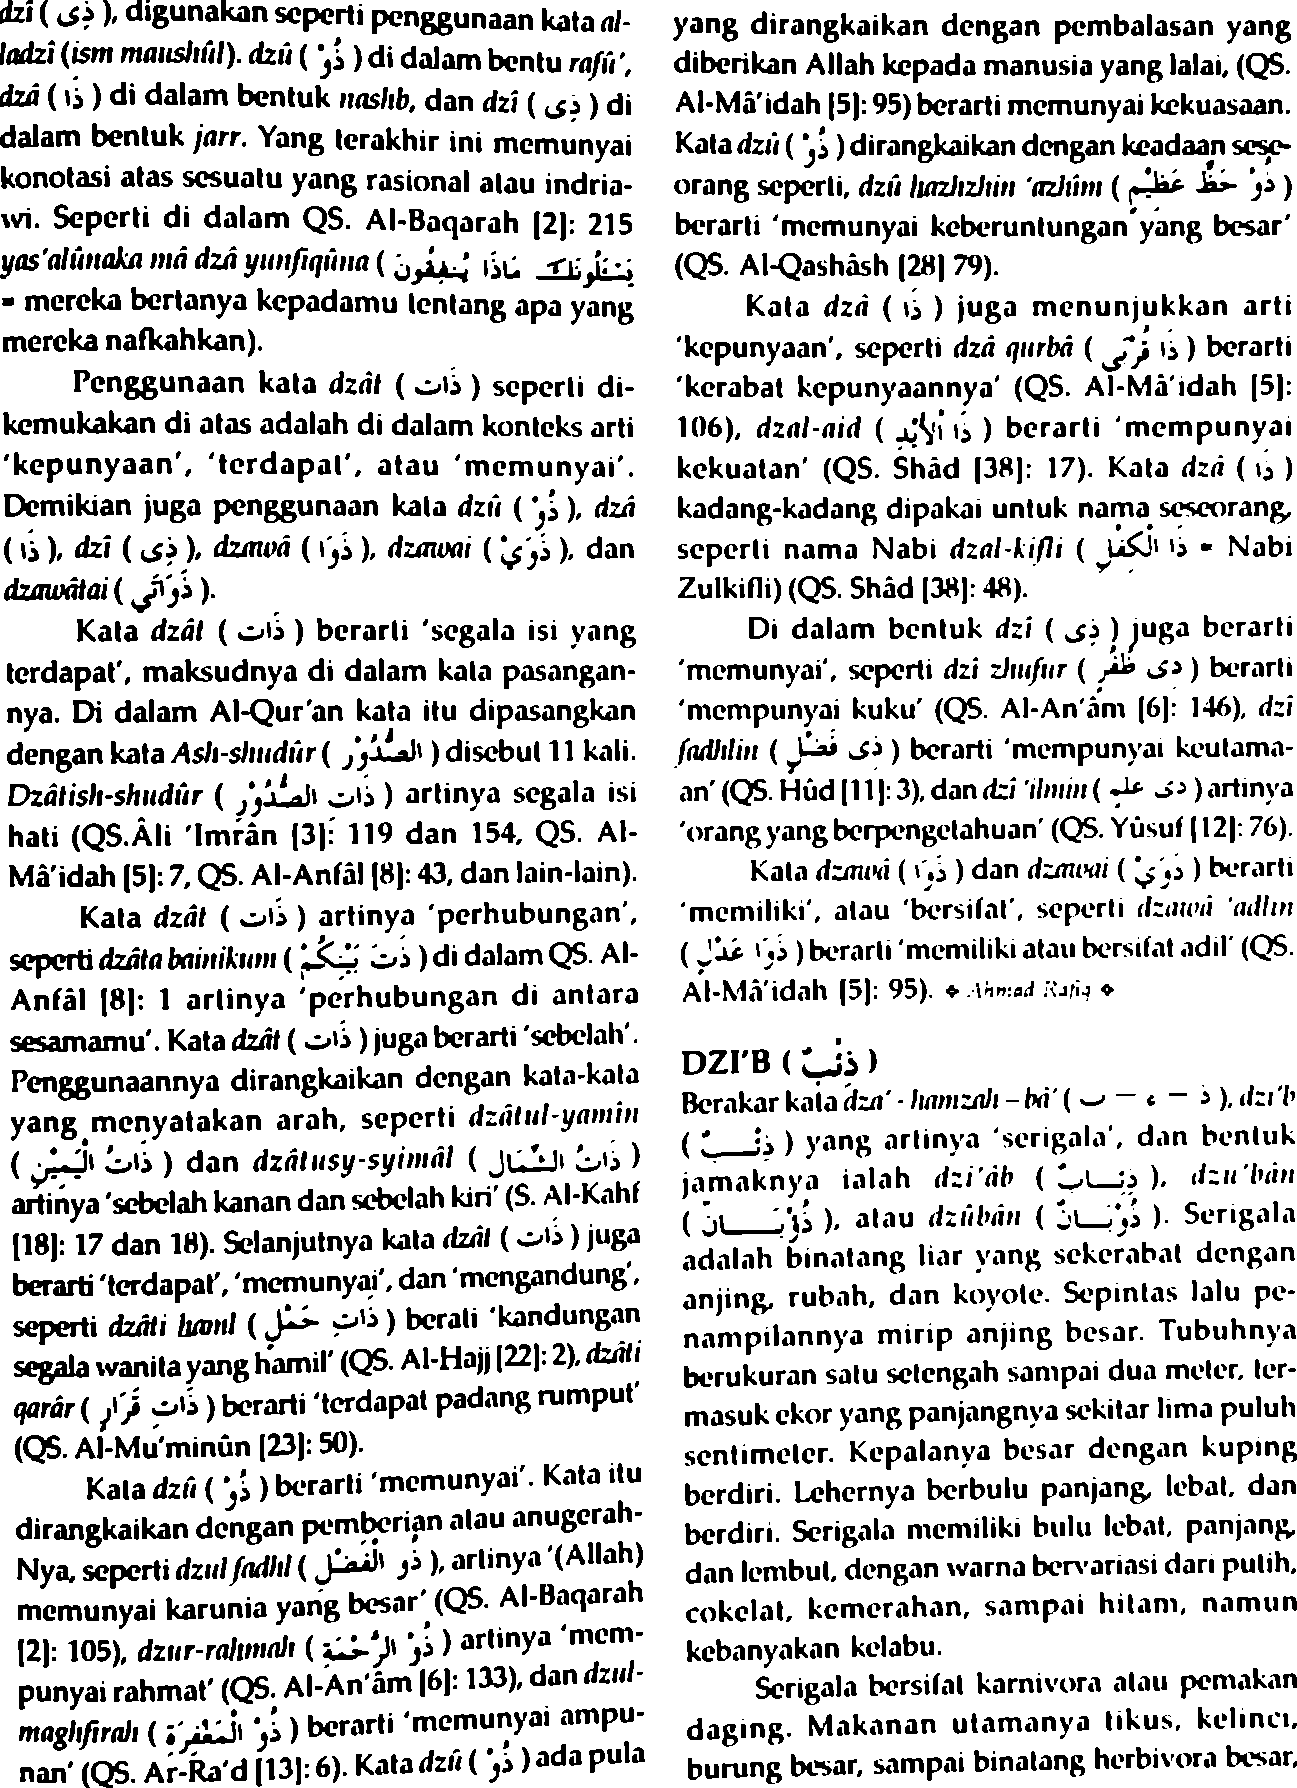 dzî ( ذِى ), digunakan seperti penggunaan kata al-
ladzî (ism maushûl). dzû ( ذُوْ ) di dalam bentu rafû',
dzâ ( ذَا ) di dalam bentuk nashb, dan dzî ( ذِى ) di
dalam bentuk jarr. Yang terakhir ini memunyai
konotasi atas sesuatu yang rasional atau indria-
wi. Seperti di dalam QS. Al-Baqarah [2]: 215
yas'alûnaka mâ dzâ yunfiqûna ( يَسْئَلُونَكَ مَاذَا يُنْفِقُونَ
= mereka bertanya kepadamu tentang apa yang
mereka nafkahkan).
Penggunaan kata dzât ( ذَات ) seperti di-
kemukakan di atas adalah di dalam konteks arti
'kepunyaan', 'terdapat', atau 'memunyai'.
Demikian juga penggunaan kata dzû ( ذُوْ ), dzâ
( ذَا ), dzî ( ذِى ), dzawâ ( ذَوَا ), dzawai ( ذَوَيْ ), dan
dzawâtai ( ذَوَاتَي ).
Kata dzât ( ذَات ) berarti 'segala isi yang
terdapat', maksudnya di dalam kata pasangan-
nya. Di dalam Al-Qur'an kata itu dipasangkan
dengan kata Ash-shudûr ( الصُّدُوْر ) disebut 11 kali.
Dzâtish-shudûr ( ذَات الصُّدُوْر ) artinya segala isi
hati (QS.Âli 'Imrân [3]: 119 dan 154, QS. Al-
Mâ'idah [5]: 7, QS. Al-Anfâl [8]: 43, dan lain-lain).
Kata dzât ( ذَات ) artinya 'perhubungan',
seperti dzâta bainikum ( ذَتَ بَيْنِكُمْ ) di dalam QS. Al-
Anfâl [8]: 1 artinya 'perhubungan di antara
sesamamu'. Kata dzât ( ذَات ) juga berarti 'sebelah'.
Penggunaannya dirangkaikan dengan kata-kata
yang menyatakan arah, seperti dzâtul-yamîn
( ذَاتُ الْيَمِيْنِ ) dan dzâtusy-syimâl ( ذَاتُ الشِّمَال )
artinya 'sebelah kanan dan sebelah kiri' (S. Al-Kahf
[18]: 17 dan 18). Selanjutnya kata dzât ( ذَات ) juga
berarti 'terdapat', 'memunyai', dan 'mengandung',
seperti dzâti haml ( ذَاتِ حَمْلٍ ) berati 'kandungan
segala wanita yang hamil' (QS. Al-Hajj [22]: 2), dzâti
qarâr ( ذَاتِ قَرَارٍ ) berarti 'terdapat padang rumput'
(QS. Al-Mu'minûn [23]: 50).
Kata dzû ( ذُوْ ) berarti 'memunyai'. Kata itu
dirangkaikan dengan pemberian atau anugerah-
Nya, seperti dzul fadhl ( ذُو الْفَضْلِ ), artinya '(Allah)
memunyai karunia yang besar' (QS. Al-Baqarah
[2]: 105), dzur-rahmah ( ذُوْ الرَّحْمَةِ ) artinya 'mem-
punyai rahmat' (QS. Al-An'âm [6]: 133), dan dzul-
maghfirah ( ذُوْ الْمَغْفِرَةِ ) berarti 'memunyai ampu-
nan' (QS. Ar-Ra'd [13]: 6). Kata dzû ( ذُوْ ) ada pula
yang dirangkaikan dengan pembalasan yang
diberikan Allah kepada manusia yang lalai, (QS.
Al-Mâ'idah [5]: 95) berarti memunyai kekuasaan.
Kata dzû ( ذُوْ ) dirangkaikan dengan keadaan sese-
orang seperti, dzû hazhzhin 'azhîm ( ذُوْ حَظٍّ عَظِيْمٍ )
berarti 'memunyai keberuntungan yang besar'
(QS. Al-Qashâsh [28] 79).
Kata dzâ ( ذَا ) juga menunjukkan arti
'kepunyaan', seperti dzâ qurbâ ( ذَا قُرْبَى ) berarti
'kerabat kepunyaannya' (QS. Al-Mâ'idah [5]:
106), dzal-aid ( ذَا الْأَيْدِ ) berarti 'mempunyai
kekuatan' (QS. Shâd [38]: 17). Kata dzâ ( ذَا )
kadang-kadang dipakai untuk nama seseorang,
seperti nama Nabi dzal-kifli ( ذَا الْكِفْلِ = Nabi
Zulkifli) (QS. Shâd [38]: 48).
Di dalam bentuk dzî ( ذِى ) juga berarti
'memunyai', seperti dzî zhufur ( دى ظُفُرٍ ) berarti
'mempunyai kuku' (QS. Al-An'âm [6]: 146), dzî
fadhlin ( ذِى فَضْلٍ ) berarti 'mempunyai keutama-
an' (QS. Hûd [11]: 3), dan dzî 'ilmin ( دى علم ) artinya
'orang yang berpengetahuan' (QS. Yûsuf [12]: 76).
Kata dzawâ ( ذَوَا ) dan dzawai ( ذَوَيْ ) berarti
'memiliki', atau 'bersifat', seperti dzawâ 'adlin
( ذَوَا عَدْلٍ ) berarti 'memiliki atau bersifat adil' (QS.
Al-Mâ'idah [5]: 95). ❖ Ahmad Rafiq ❖
DZI'B ( ذِئْبٌ )
Berakar kata dza' - hamzah – bâ' ( ذ – ء – ب ), dzi'b
( ذِئْبٌ ) yang artinya 'serigala', dan bentuk
jamaknya ialah dzi'âb ( ذِئَابٌ ), dzu'bân
( ذُؤْبَانٌ ), atau dzûbân ( ذُوْبَانٌ ). Serigala
adalah binatang liar yang sekerabat dengan
anjing, rubah, dan koyote. Sepintas lalu pe-
nampilannya mirip anjing besar. Tubuhnya
berukuran satu setengah sampai dua meter, ter-
masuk ekor yang panjangnya sekitar lima puluh
sentimeter. Kepalanya besar dengan kuping
berdiri. Lehernya berbulu panjang, lebat, dan
berdiri. Serigala memiliki bulu lebat, panjang,
dan lembut, dengan warna bervariasi dari putih,
cokelat, kemerahan, sampai hitam, namun
kebanyakan kelabu.
Serigala bersifat karnivora atau pemakan
daging. Makanan utamanya tikus, kelinci,
burung besar, sampai binatang herbivora besar,